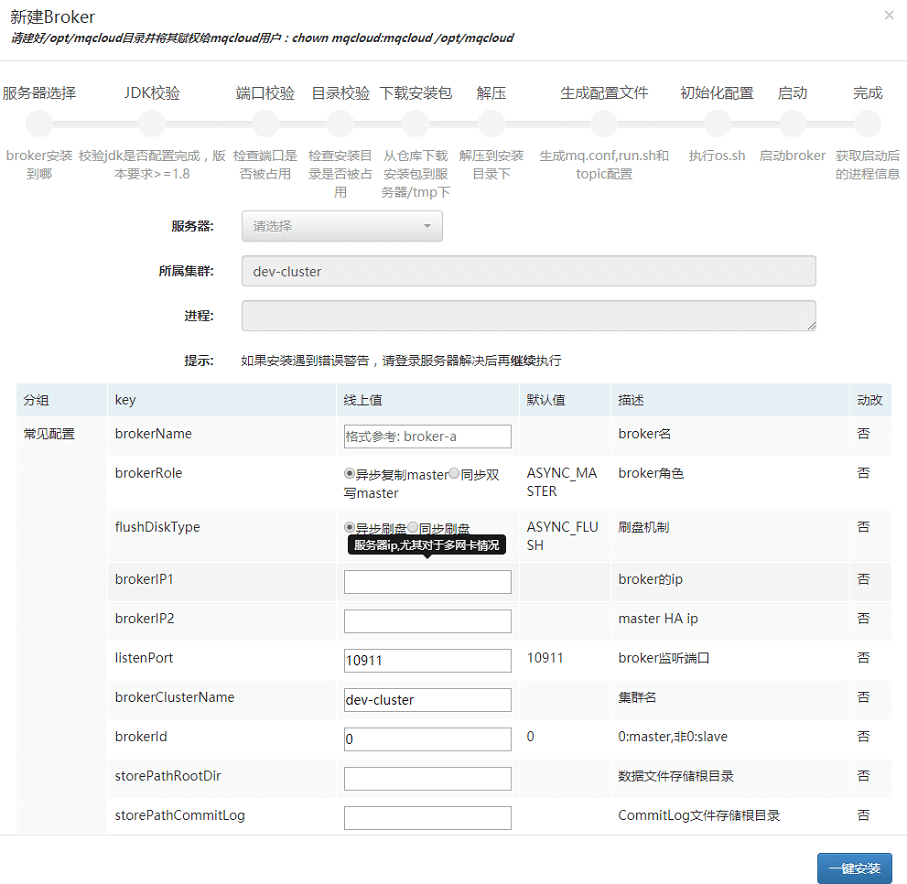 新建Broker
×
请建好/opt/mqcloud目录并将其赋权给mqcloud用户：chown mqcloud:mqcloud /opt/mqcloud
服务器选择 JDK校验 端口校验 目录校验 下载安装包 解压 生成配置文件 初始化配置 启动 完成
broker安装 校验jdk是否配置完成，版 检查端口是 检查安装目 从仓库下载 解压到安装 生成mq.conf,run.sh和 执行os.sh 启动broker 获取启动后
到哪 本要求>=1.8 否被占用 录是否被占 安装包到服 目录下 topic配置 的进程信息
用 务器/tmp下
服务器: 请选择
所属集群: dev-cluster
进程:
提示: 如果安装遇到错误警告，请登录服务器解决后再继续执行
分组 key 线上值 默认值 描述 动改
常见配置 brokerName 格式参考: broker-a broker名 否
brokerRole 异步复制master 同步双 ASYNC_MA broker角色 否
写master STER
flushDiskType 异步刷盘 同步刷盘 ASYNC_FLU 刷盘机制 否
服务器ip,尤其对于多网卡情况 SH
brokerIP1 broker的ip 否
brokerIP2 master HA ip 否
listenPort 10911 10911 broker监听端口 否
brokerClusterName dev-cluster 集群名 否
brokerId 0 0 0:master,非0:slave 否
storePathRootDir 数据文件存储根目录 否
storePathCommitLog CommitLog文件存储根目录 否
一键安装